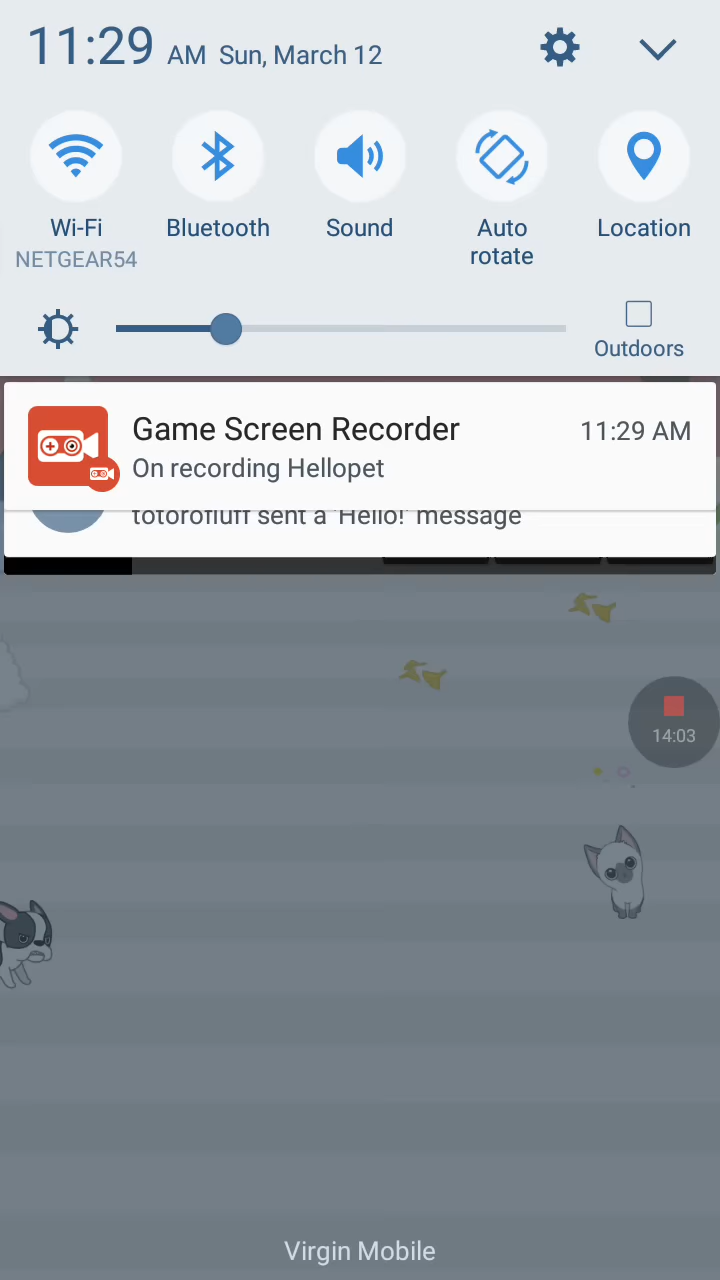 11:29 AM Sun, March 12
Wi-Fi Bluetooth Sound Auto rotate Location
NETGEAR54
Outdoors
Game Screen Recorder 11:29 AM
On recording Hellopet
totorofluff sent a 'Hello!' message
14:03
Virgin Mobile